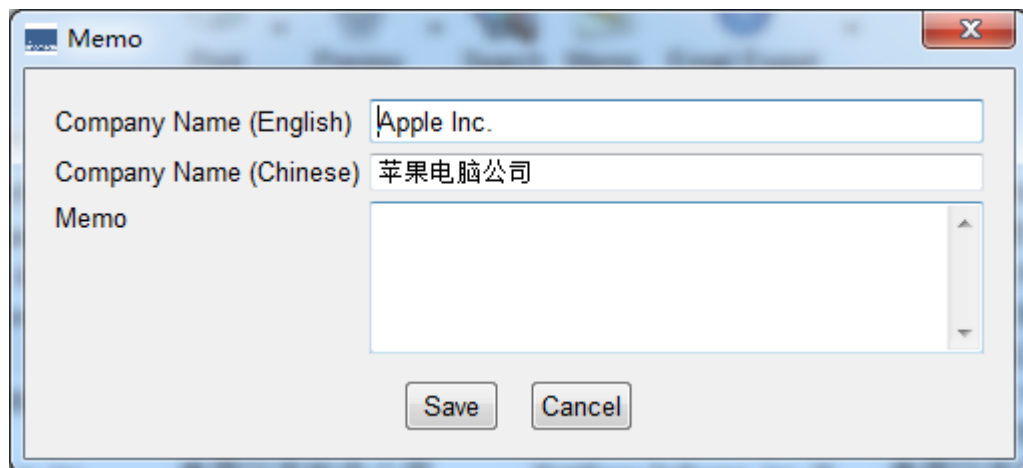 Memo
Company Name (English) Apple Inc.
Company Name (Chinese) 苹果电脑公司
Memo
Save Cancel